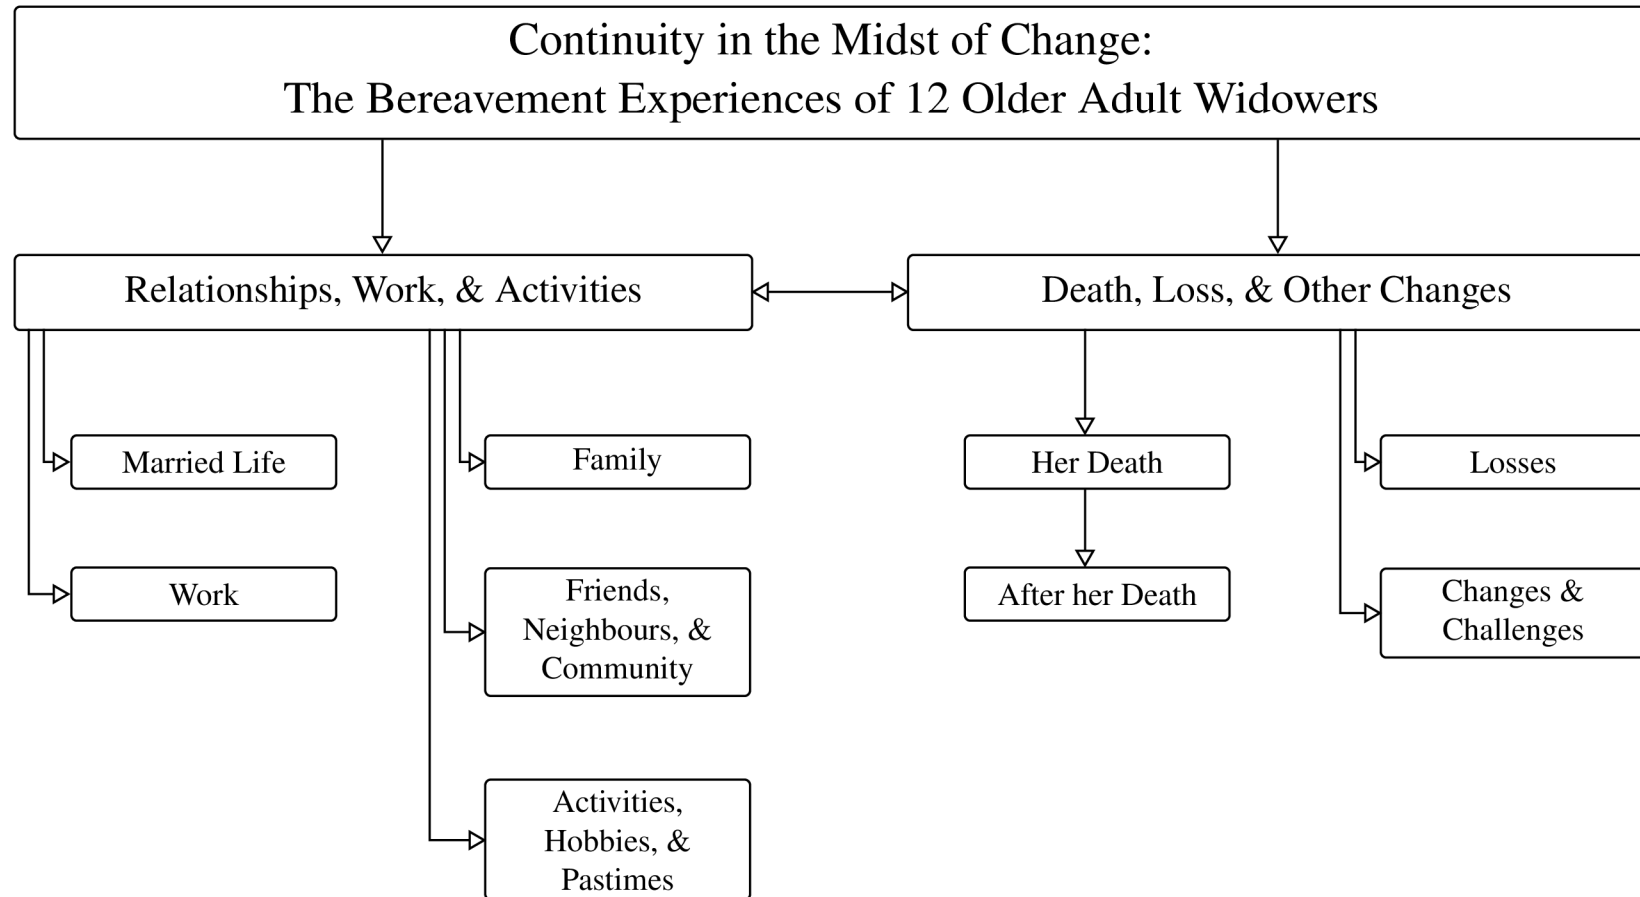 Continuity in the Midst of Change:
The Bereavement Experiences of 12 Older Adult Widowers
Relationships, Work, & Activities
Death, Loss, & Other Changes
Married Life
Family
Her Death
Losses
Work
Friends,
Neighbours, &
Community
After her Death
Changes &
Challenges
Activities,
Hobbies, &
Pastimes